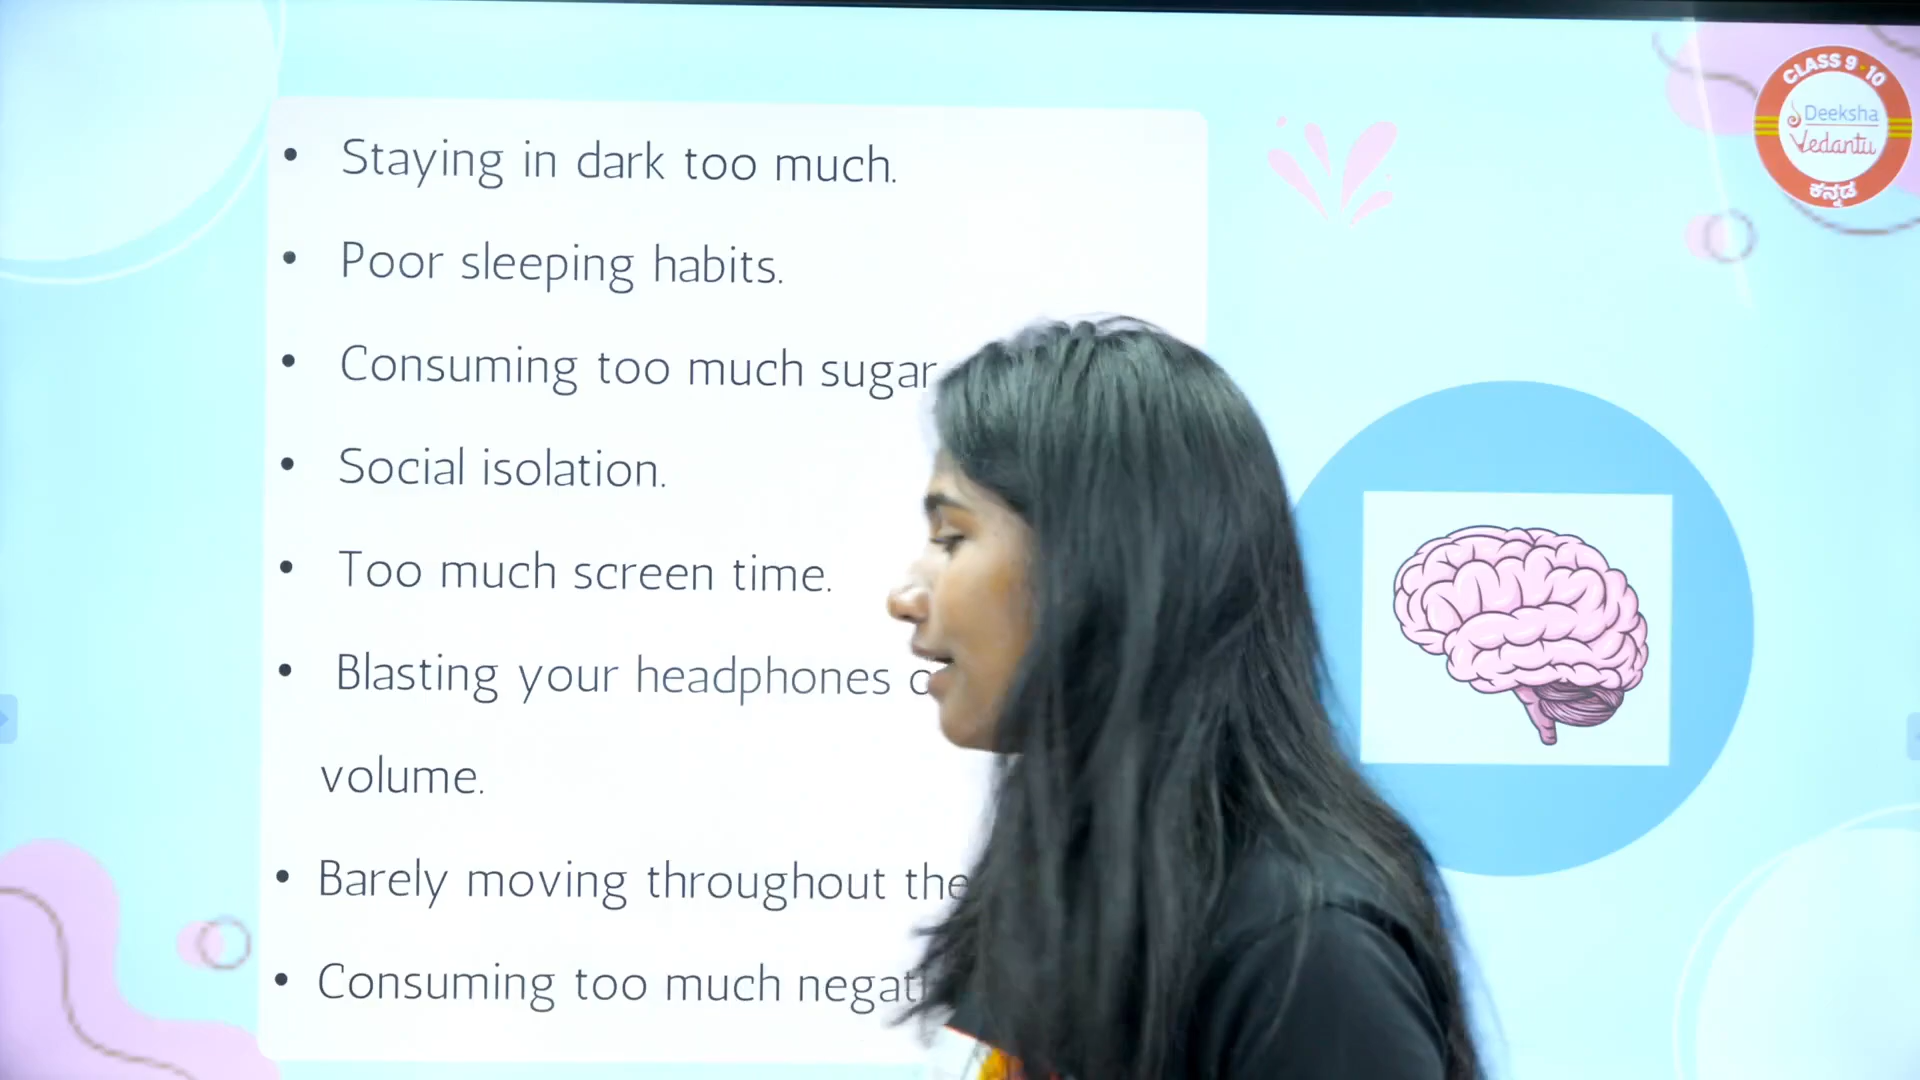 • Staying in dark too much.
• Poor sleeping habits.
• Consuming too much sugar
• Social isolation.
• Too much screen time.
• Blasting your headphones
volume.
• Barely moving throughout the
• Consuming too much
CLASS 9-10
Deeksha
Vedantu
ಕನ್ನಡ